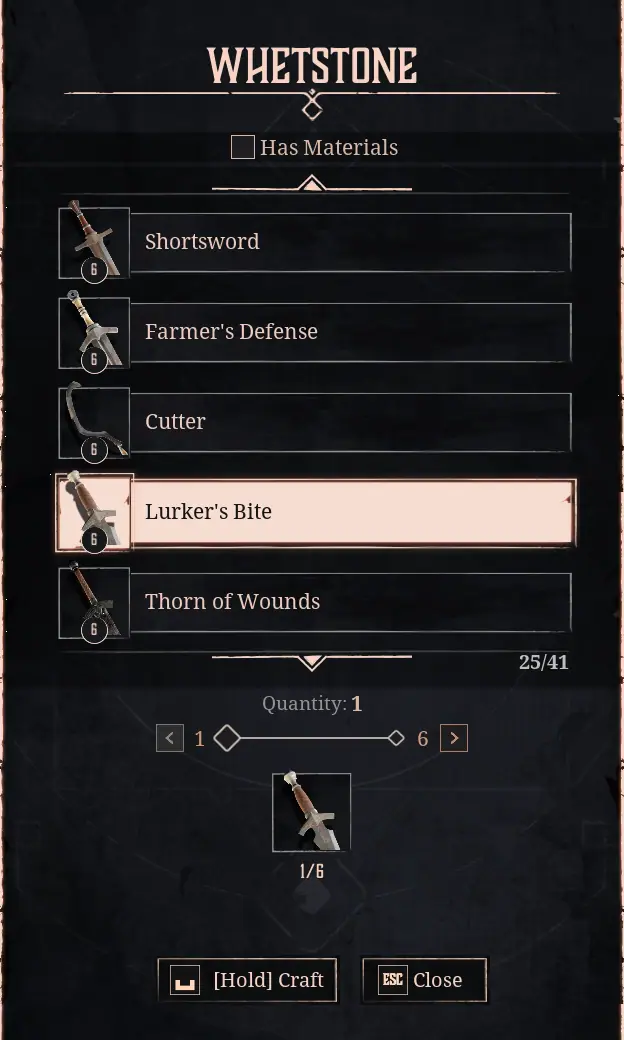 WHETSTONE
Has Materials
6
Shortsword
6
Farmer's Defense
6
Cutter
6
Lurker's Bite
6
Thorn of Wounds
25/41
Quantity: 1
< 1 6 >
1/6
[Hold] Craft
ESC Close